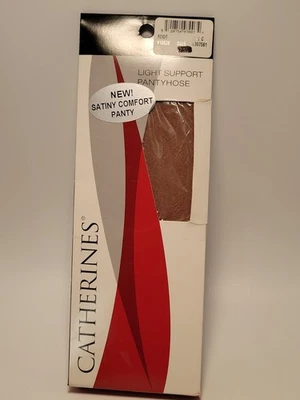 LIGHT SUPPORT
PANTYHOSE
NEW!
SATINY COMFORT
PANTY
CATHERINES®